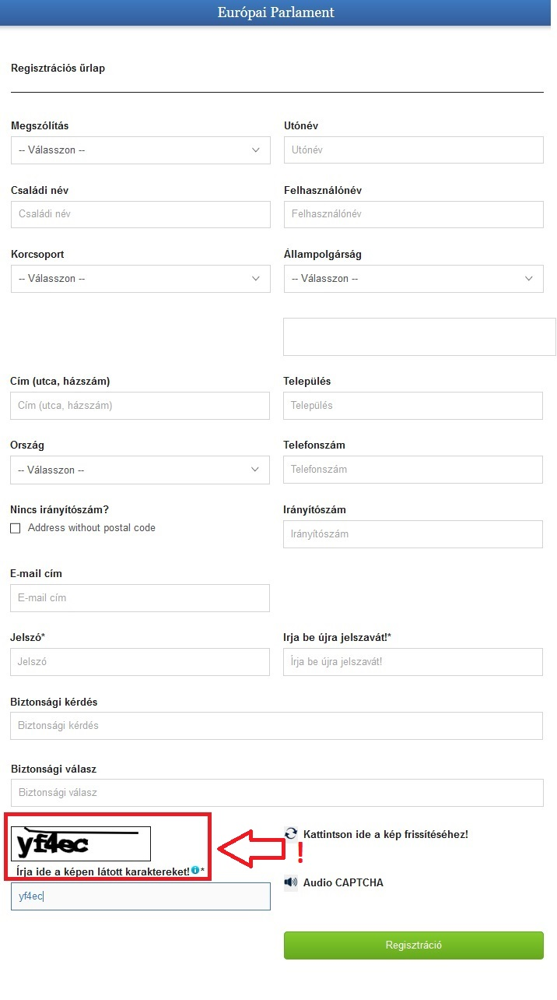 Európai Parlament
Regisztrációs űrlap
Megszólítás
Utónév
-- Válasszon --
Utónév
Családi név
Felhasználónév
Családi név
Felhasználónév
Korcsoport
Állampolgárság
-- Válasszon --
-- Válasszon --
Cím (utca, házszám)
Település
Cím (utca, házszám)
Település
Ország
Telefonszám
-- Válasszon --
Telefonszám
Nincs irányítószám?
Irányítószám
Address without postal code
Irányítószám
E-mail cím
E-mail cím
Jelszó*
Irja be újra jelszavát!*
Jelszó
Írja be újra jelszavát!
Biztonsági kérdés
Biztonsági kérdés
Biztonsági válasz
Biztonsági válasz
yf4ec
Kattintson ide a kép frissítéséhez!
!
Írja ide a képen látott karaktereket! i *
Audio CAPTCHA
yf4ec
Regisztráció